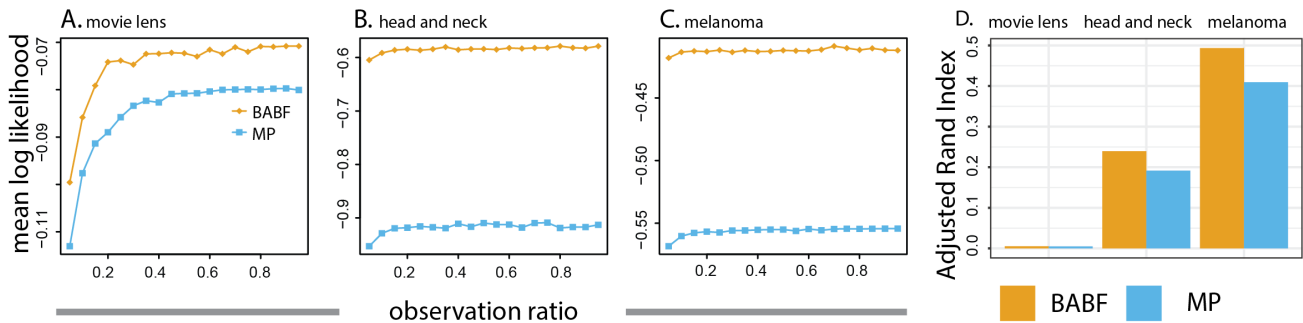 A. movie lens
B. head and neck
C. melanoma
D. movie lens head and neck melanoma
mean log likelihood
−0.07
−0.09
−0.11
BABF
MP
0.2 0.4 0.6 0.8
−0.6
−0.7
−0.8
−0.9
0.2 0.4 0.6 0.8
−0.45
−0.50
−0.55
0.2 0.4 0.6 0.8
observation ratio
Adjusted Rand Index
0.5
0.4
0.3
0.2
0.1
0.0
BABF MP